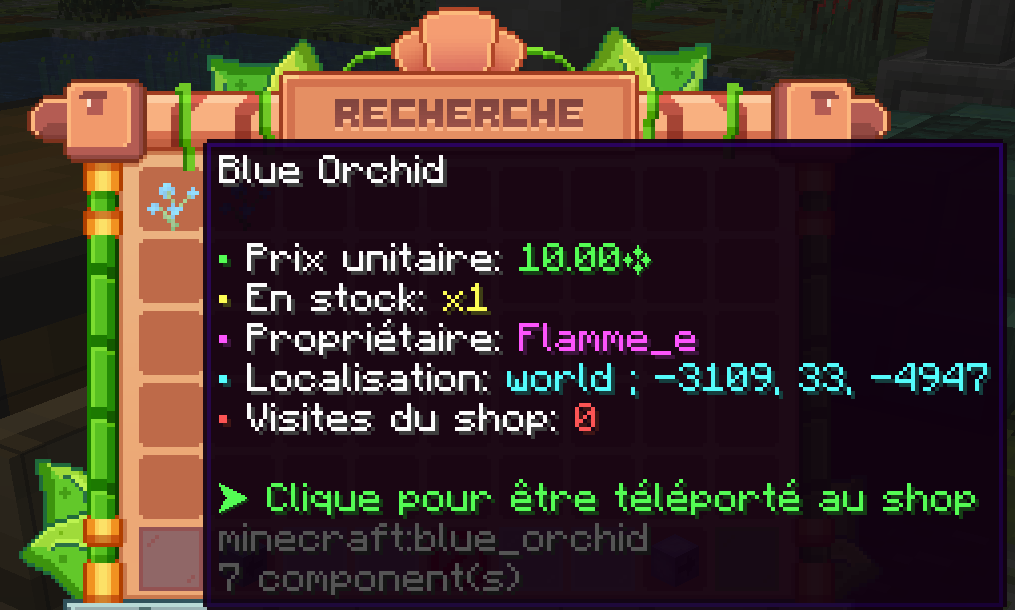 RECHERCHE
Blue Orchid
• Prix unitaire: 10.00
• En stock: x1
• Propriétaire: Flamme_e
• Localisation: world ; -3109, 33, -4947
• Visites du shop: 0
➤ Clique pour être téléporté au shop
minecraft:blue_orchid
7 component(s)